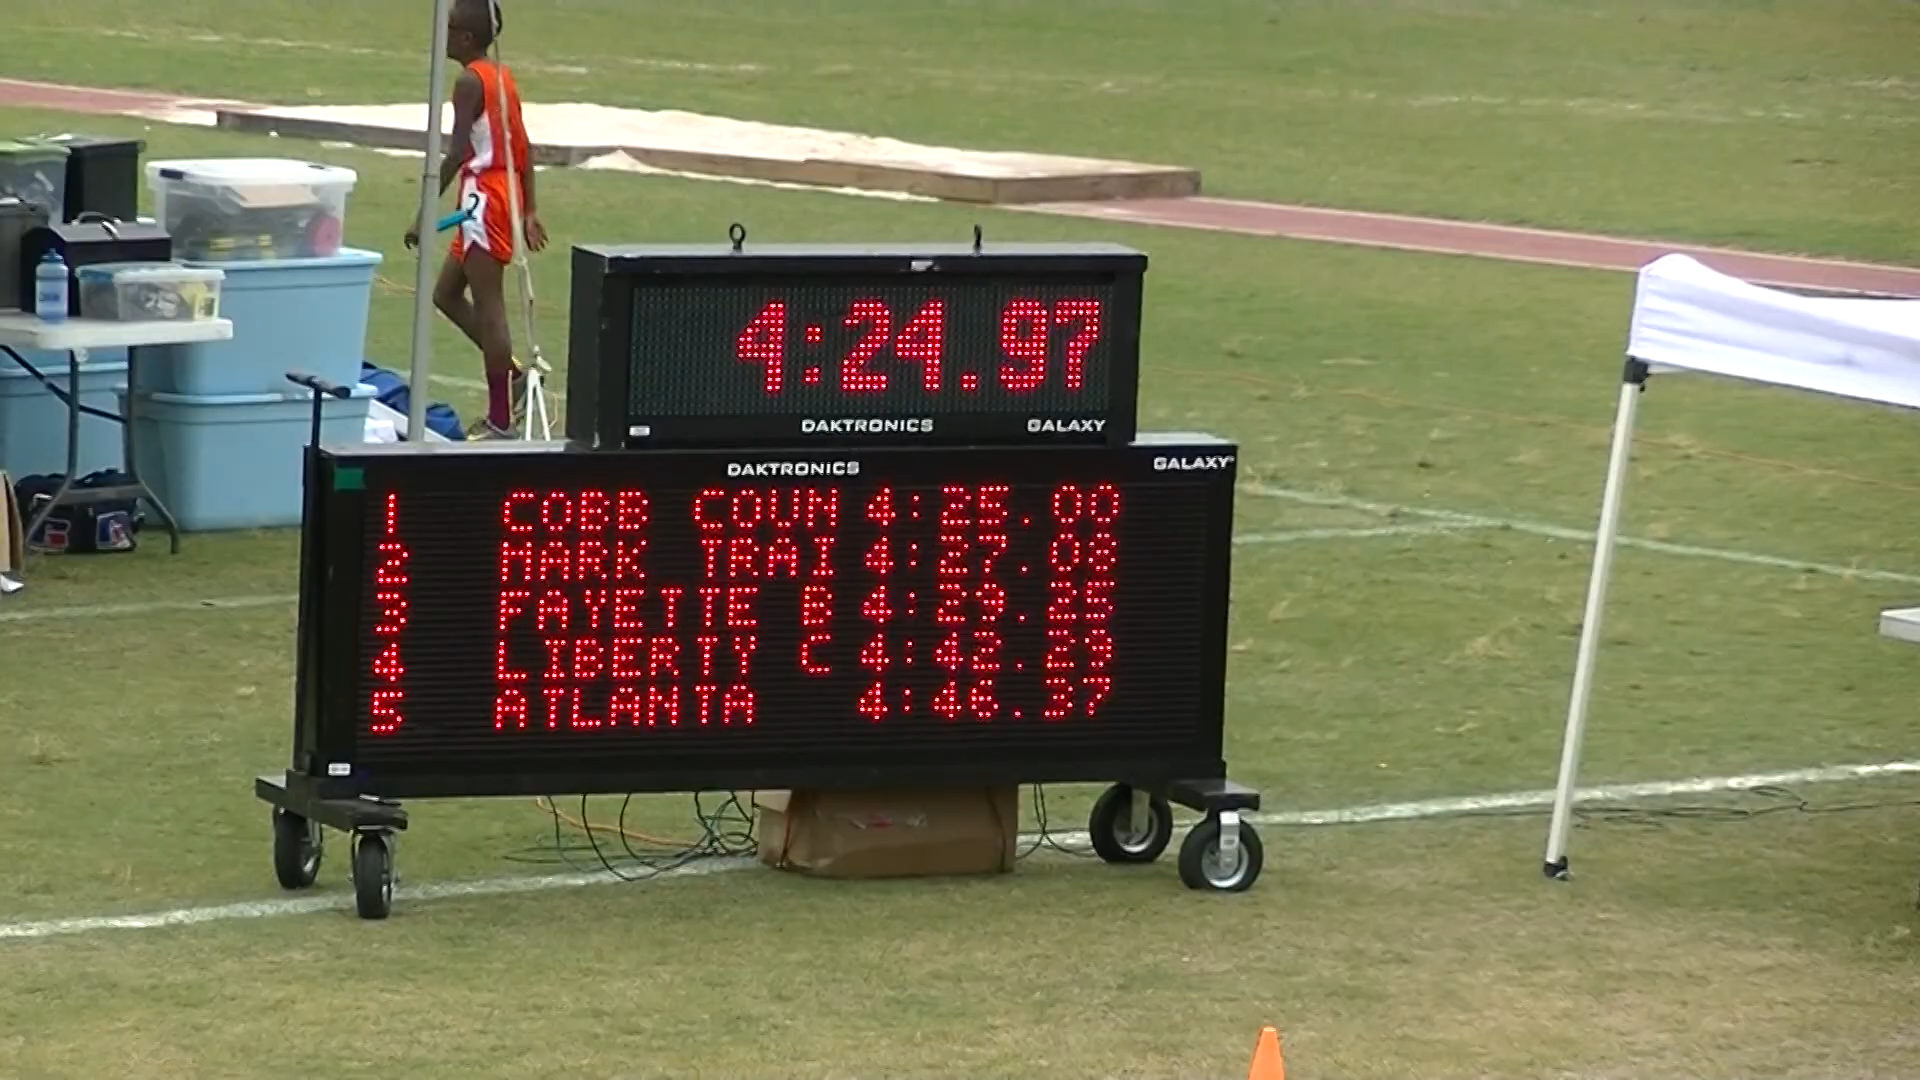 2
4:24.97
DAKTRONICS GALAXY
DAKTRONICS GALAXY
1 COBB COUN 4:25.00
2 MARK TRAI 4:27.08
3 FAYETTE B 4:29.25
4 LIBERTY C 4:42.29
5 ATLANTA 4:46.37